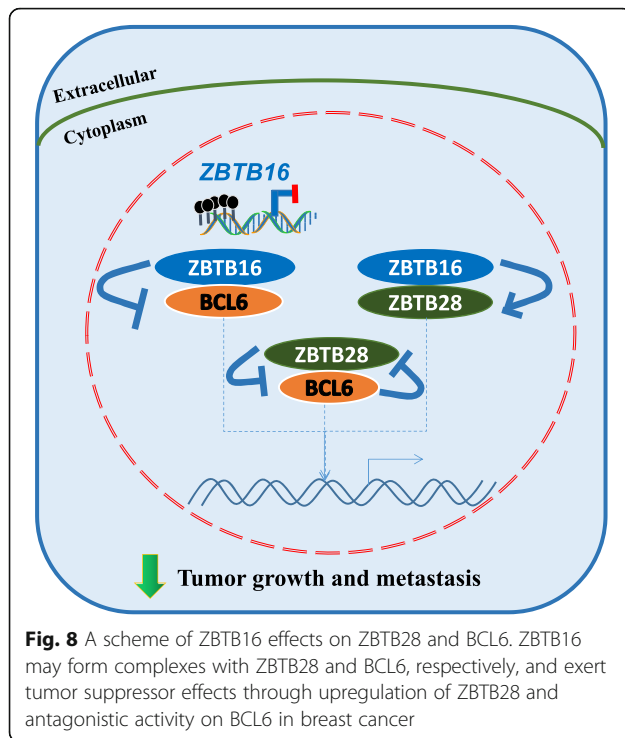 Extracellular
Cytoplasm
ZBTB16
ZBTB16
BCL6
ZBTB16
ZBTB28
ZBTB28
BCL6
Tumor growth and metastasis
Fig. 8 A scheme of ZBTB16 effects on ZBTB28 and BCL6. ZBTB16
may form complexes with ZBTB28 and BCL6, respectively, and exert
tumor suppressor effects through upregulation of ZBTB28 and
antagonistic activity on BCL6 in breast cancer